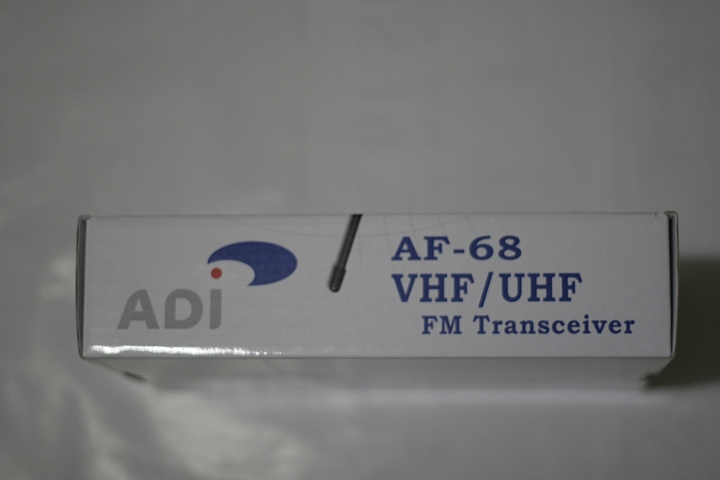 ADI
AF-68
VHF/UHF
FM Transceiver